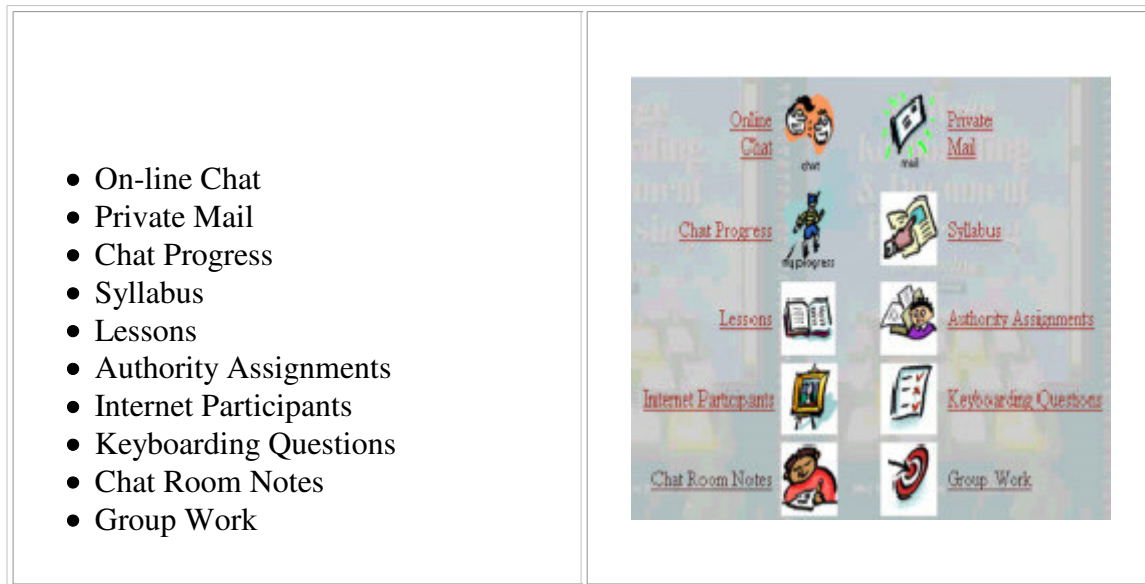 On-line Chat
Private Mail
Chat Progress
Syllabus
Lessons
Authority Assignments
Internet Participants
Keyboarding Questions
Chat Room Notes
Group Work
Online
Chat
chat
mail
Private
Mail
Chat Progress
my progress
Syllabus
Lessons
Authority Assignments
Internet Participants
Keyboarding Questions
Chat Room Notes
Group Work